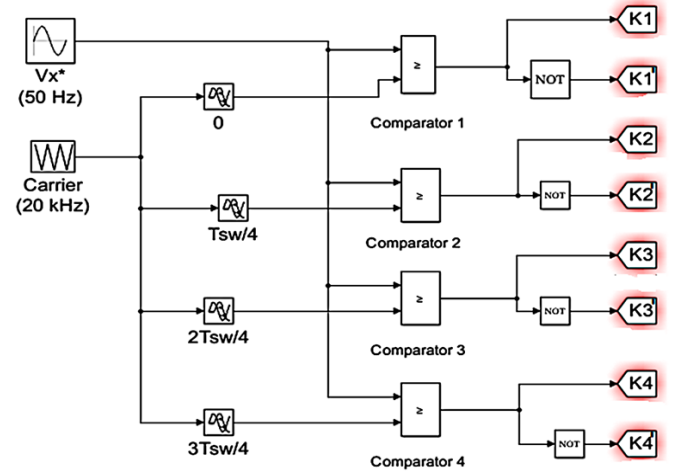 K1
Vx*
(50 Hz)
NOT
K1'
0
≥
Comparator 1
Carrier
(20 kHz)
K2
≥
NOT
K2'
Tsw/4
Comparator 2
K3
≥
NOT
K3'
2Tsw/4
Comparator 3
K4
≥
NOT
K4'
3Tsw/4
Comparator 4